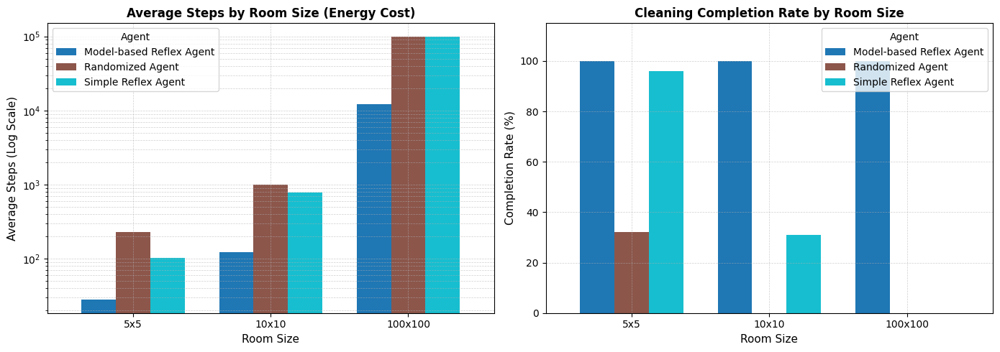 Average Steps by Room Size (Energy Cost)
Average Steps (Log Scale)
10^5
10^4
10^3
10^2
Agent
Model-based Reflex Agent
Randomized Agent
Simple Reflex Agent
5x5
10x10
100x100
Room Size
Cleaning Completion Rate by Room Size
Completion Rate (%)
100
80
60
40
20
0
Agent
Model-based Reflex Agent
Randomized Agent
Simple Reflex Agent
5x5
10x10
100x100
Room Size